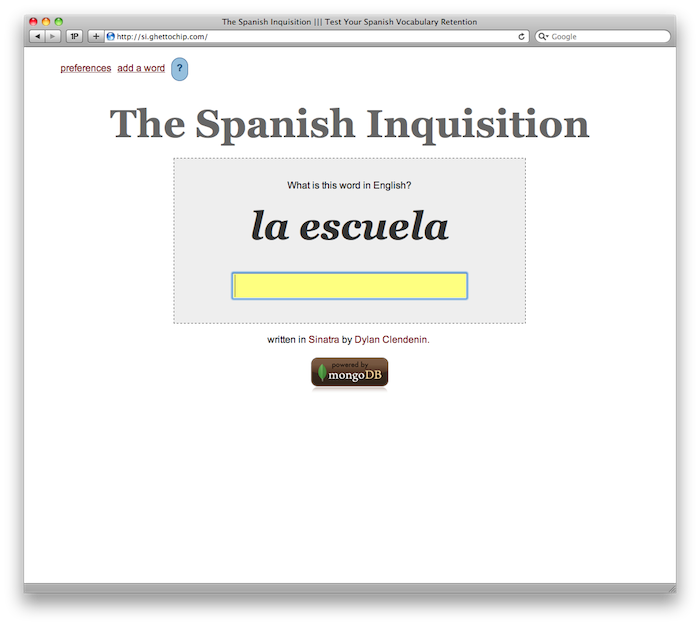 The Spanish Inquisition ||| Test Your Spanish Vocabulary Retention
1P
+
http://si.ghettochip.com/
Google
preferences add a word ?
The Spanish Inquisition
What is this word in English?
la escuela
written in Sinatra by Dylan Clendenin.
powered by
mongoDB